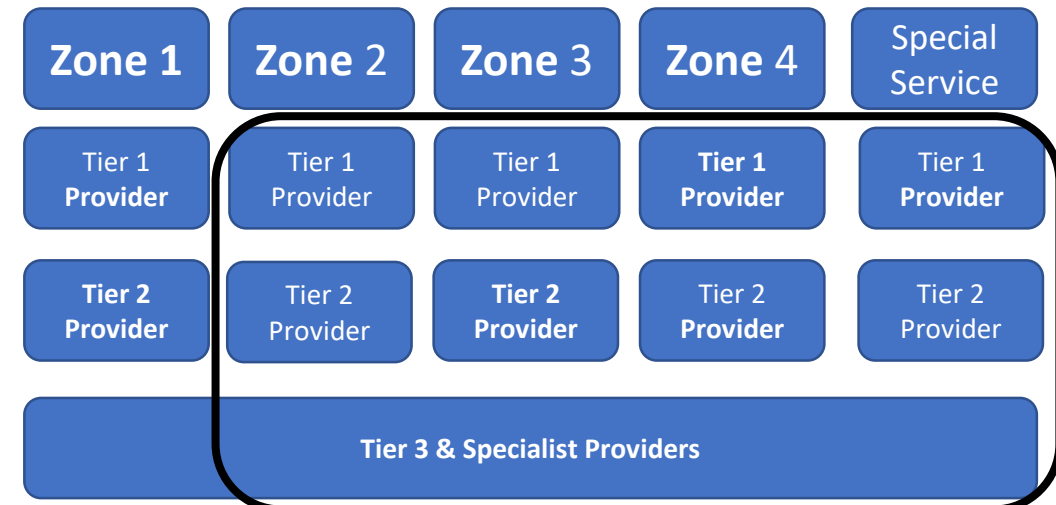 Zone 1
Zone 2
Zone 3
Zone 4
Special
Service
Tier 1
Provider
Tier 1
Provider
Tier 1
Provider
Tier 1
Provider
Tier 1
Provider
Tier 2
Provider
Tier 2
Provider
Tier 2
Provider
Tier 2
Provider
Tier 2
Provider
Tier 3 & Specialist Providers